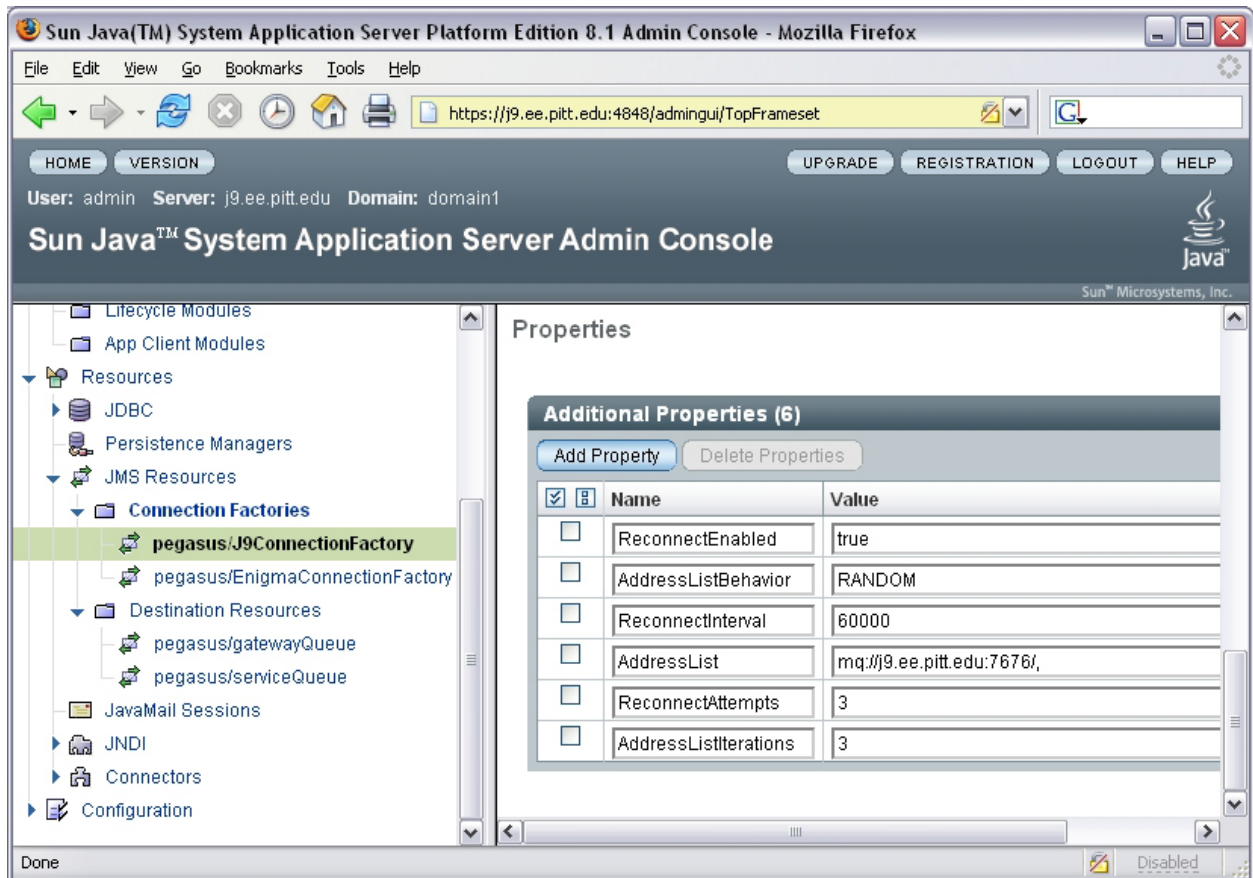 Sun Java(TM) System Application Server Platform Edition 8.1 Admin Console - Mozilla Firefox
File Edit View Go Bookmarks Tools Help
https://j9.ee.pitt.edu:4848/admingui/TopFrameset
G
HOME VERSION UPGRADE REGISTRATION LOGOUT HELP
User: admin Server: j9.ee.pitt.edu Domain: domain1
Sun Java™ System Application Server Admin Console
Java™
Sun™ Microsystems, Inc.
Lifecycle Modules
App Client Modules
Resources
JDBC
Persistence Managers
JMS Resources
Connection Factories
pegasus/J9ConnectionFactory
pegasus/EnigmaConnectionFactory
Destination Resources
pegasus/gatewayQueue
pegasus/serviceQueue
JavaMail Sessions
JNDI
Connectors
Configuration
Properties
Additional Properties (6)
Add Property Delete Properties
Name Value
ReconnectEnabled true
AddressListBehavior RANDOM
ReconnectInterval 60000
AddressList mq://j9.ee.pitt.edu:7676/,
ReconnectAttempts 3
AddressListIterations 3
Done Disabled